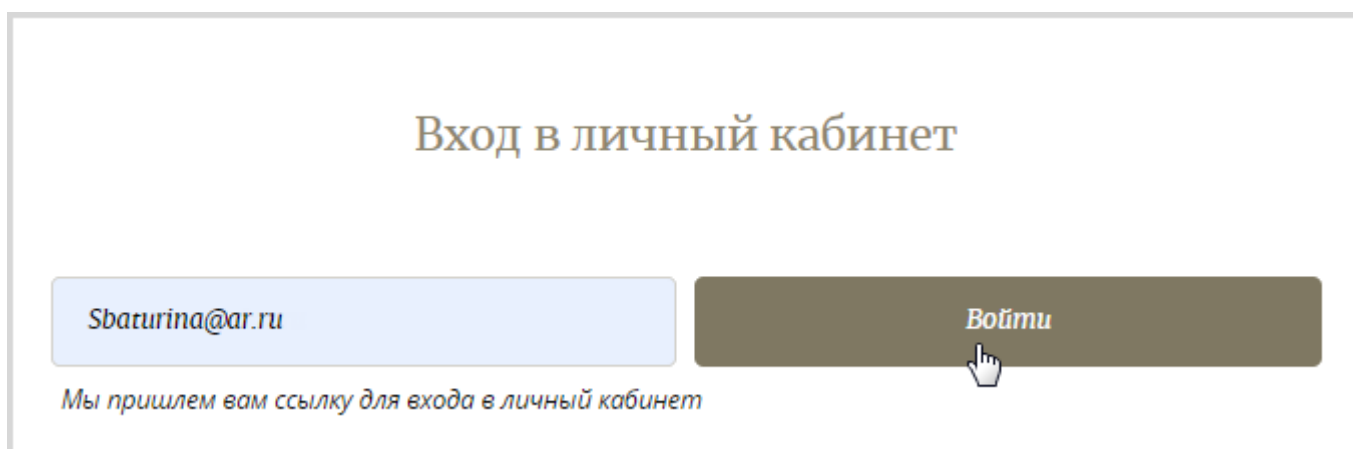 Вход в личный кабинет
Sbaturina@ar.ru
Войти
Мы пришлем вам ссылку для входа в личный кабинет